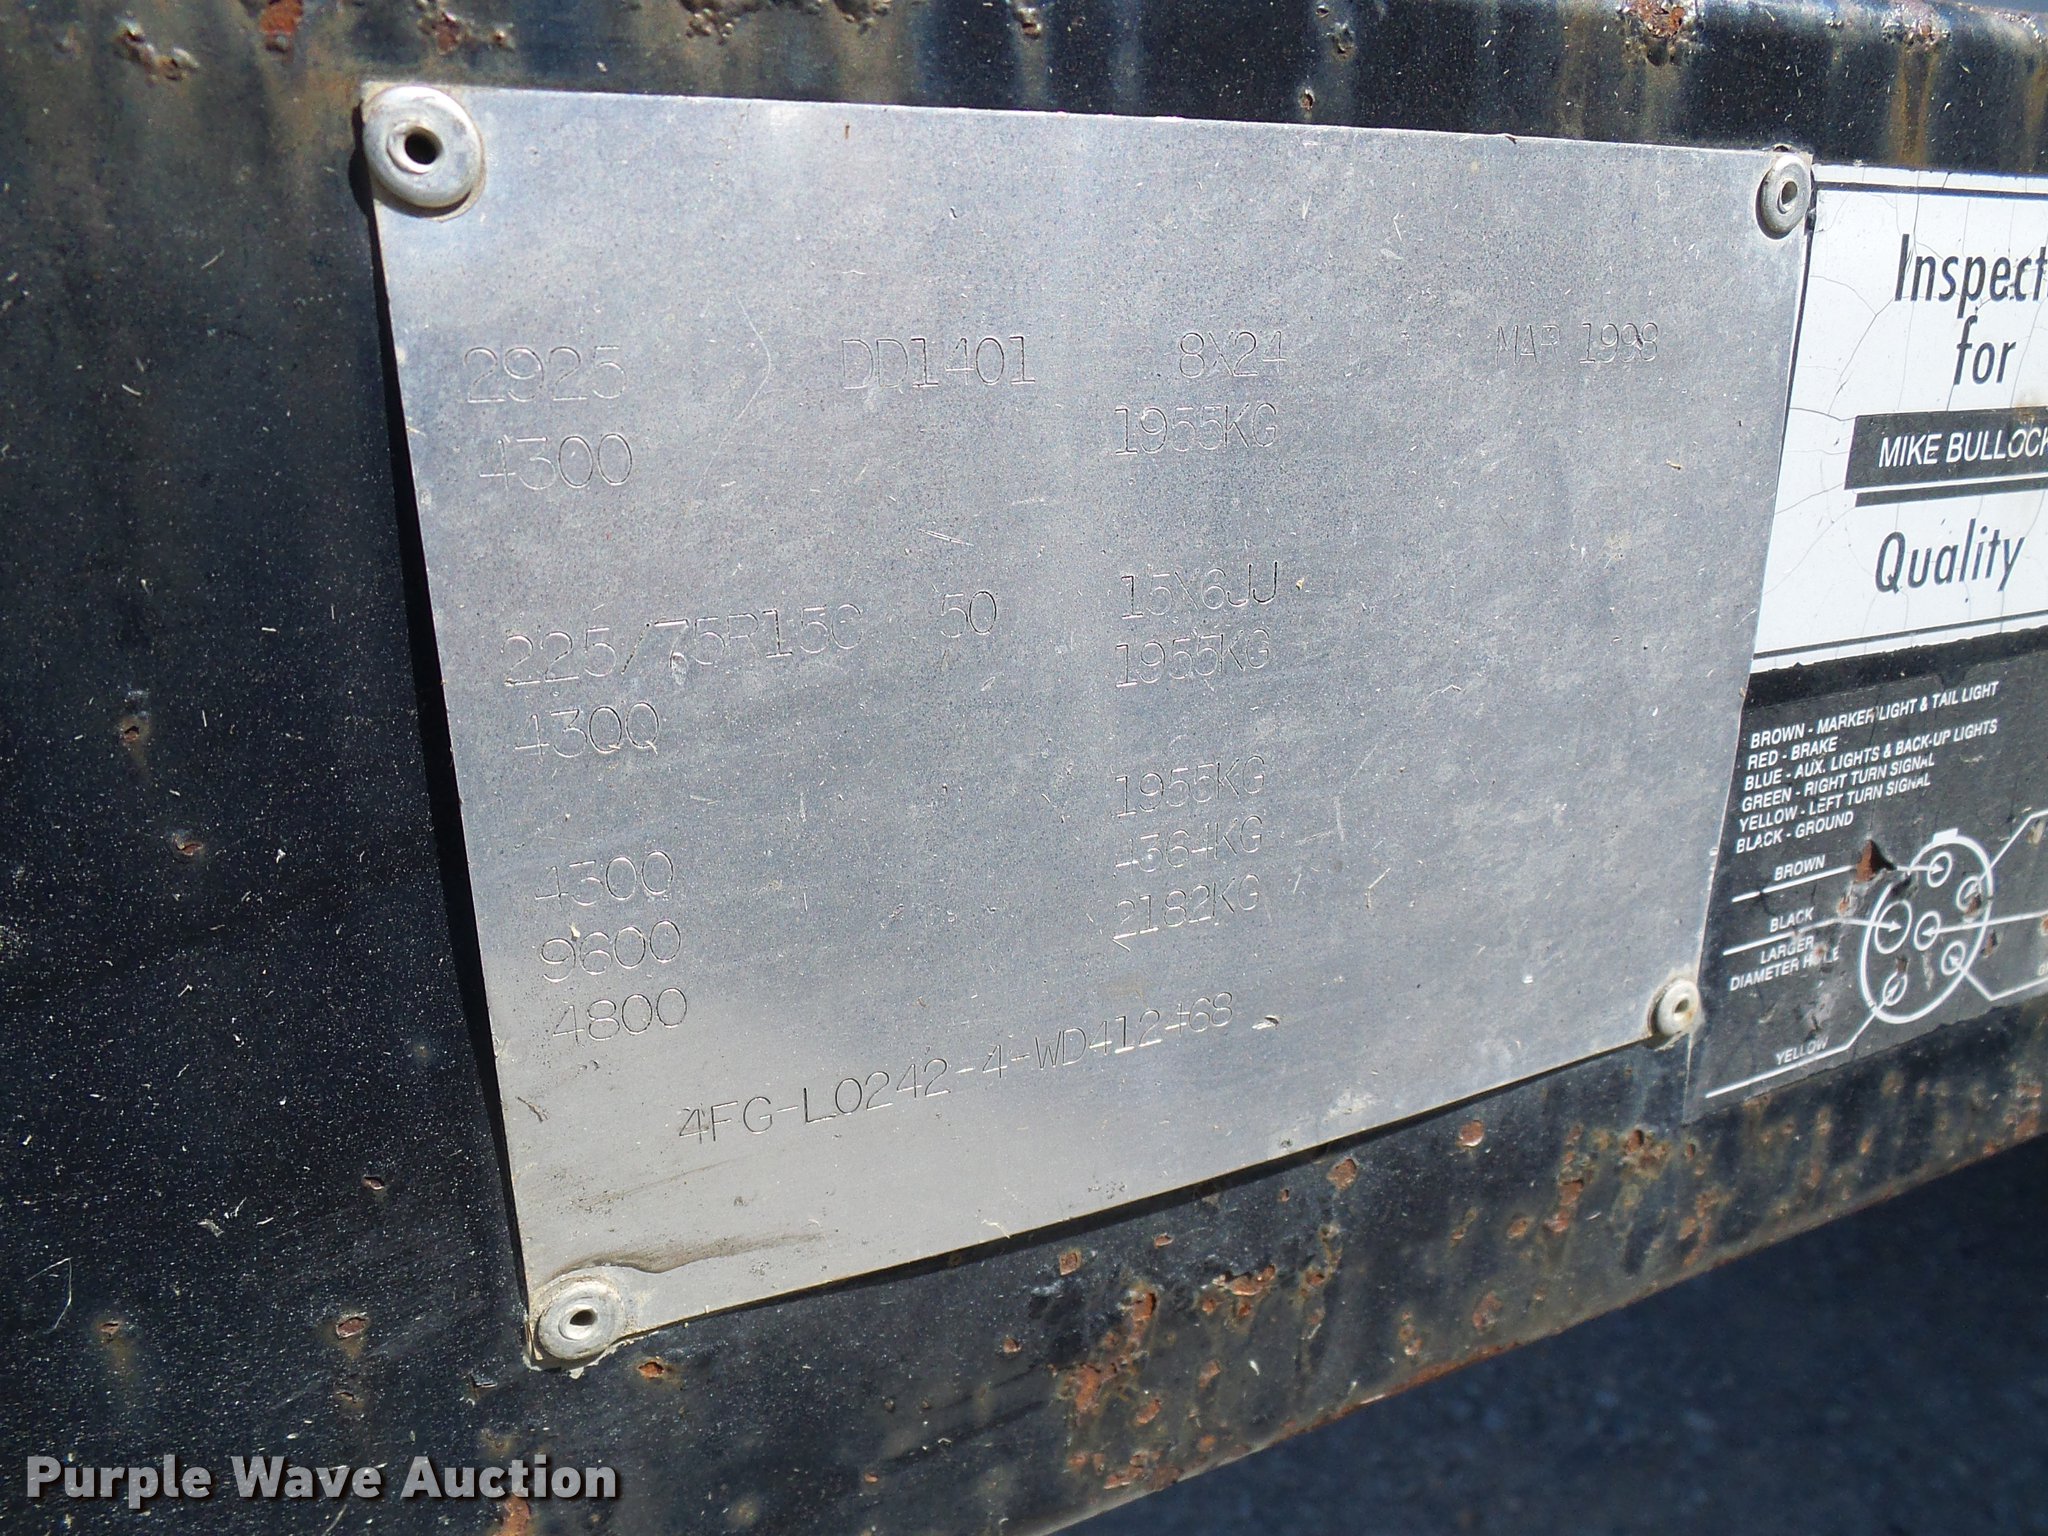 2925 DD1401 8X24 MAR 1998
4300 1955KG
225/75R15C 50 15X6JJ
4300 1955KG
4300 1955KG
9600 4364KG
4800 2182KG
4FG-L0242-4-WD412468
Inspect
for
MIKE BULLOCK
Quality
BROWN - MARKER LIGHT & TAIL LIGHT
RED - BRAKE
BLUE - AUX. LIGHTS & BACK-UP LIGHTS
GREEN - RIGHT TURN SIGNAL
YELLOW - LEFT TURN SIGNAL
BLACK - GROUND
BROWN
BLACK
LARGER
DIAMETER HOLE
YELLOW
Purple Wave Auction